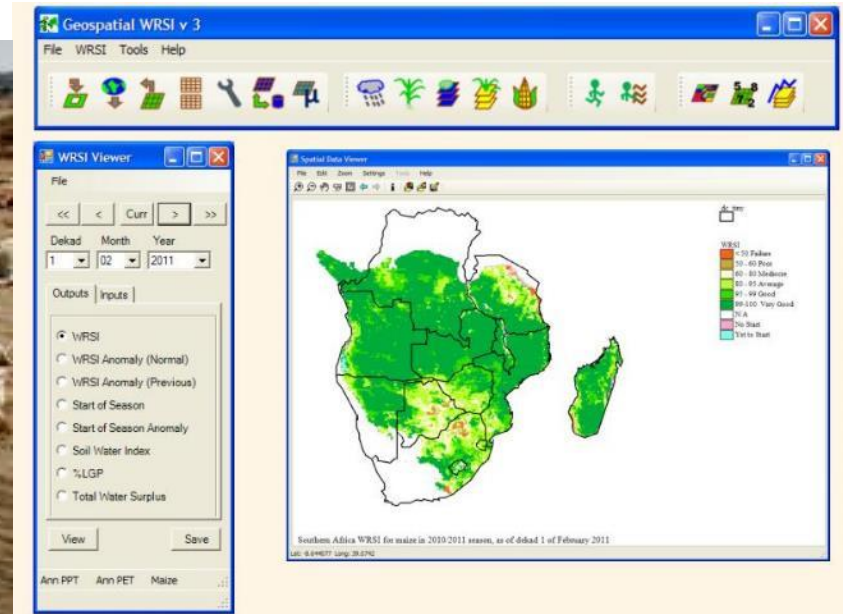 Geospatial WRSI v 3
File WRSI Tools Help
WRSI Viewer
File
<< < Curr > >>
Dekad Month Year
1 02 2011
Outputs Inputs
WRSI
WRSI Anomaly (Normal)
WRSI Anomaly (Previous)
Start of Season
Start of Season Anomaly
Soil Water Index
%LGP
Total Water Surplus
View Save
Ann PPT Ann PET Maize
Spatial Data Viewer
File Edit Zoom Settings Tools Help
WRSI
< 50 Failure
50 - 60 Poor
60 - 80 Mediocre
80 - 95 Average
95 - 99 Good
99-100 Very Good
N/A
No Start
Yet to Start
Southern Africa WRSI for maize in 2010/2011 season, as of dekad 1 of February 2011